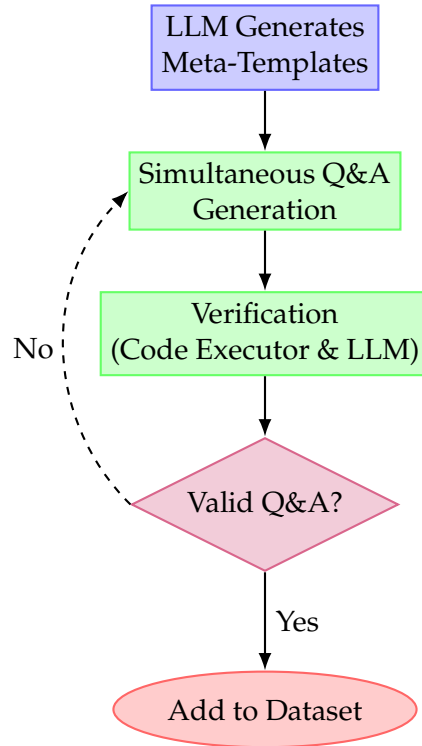 LLM Generates
Meta-Templates
Simultaneous Q&A
Generation
Verification
(Code Executor & LLM)
No
Valid Q&A?
Yes
Add to Dataset